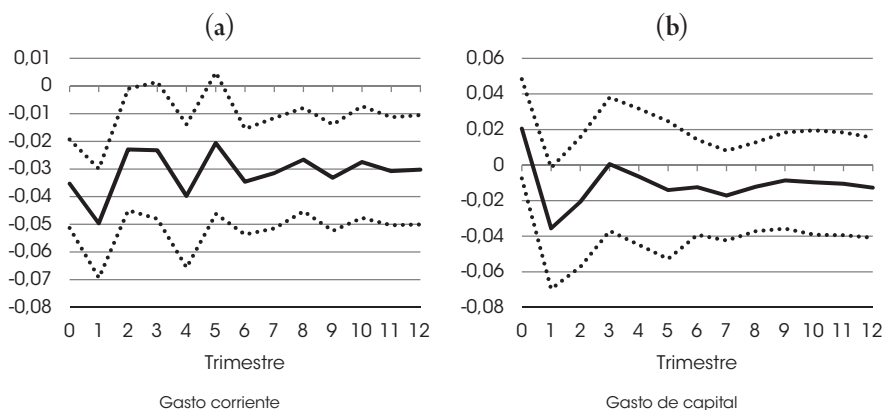 (a)
0,01
0
-0,01
-0,02
-0,03
-0,04
-0,05
-0,06
-0,07
-0,08
0 1 2 3 4 5 6 7 8 9 10 11 12
Trimestre
Gasto corriente
(b)
0,06
0,04
0,02
0
-0,02
-0,04
-0,06
-0,08
0 1 2 3 4 5 6 7 8 9 10 11 12
Trimestre
Gasto de capital